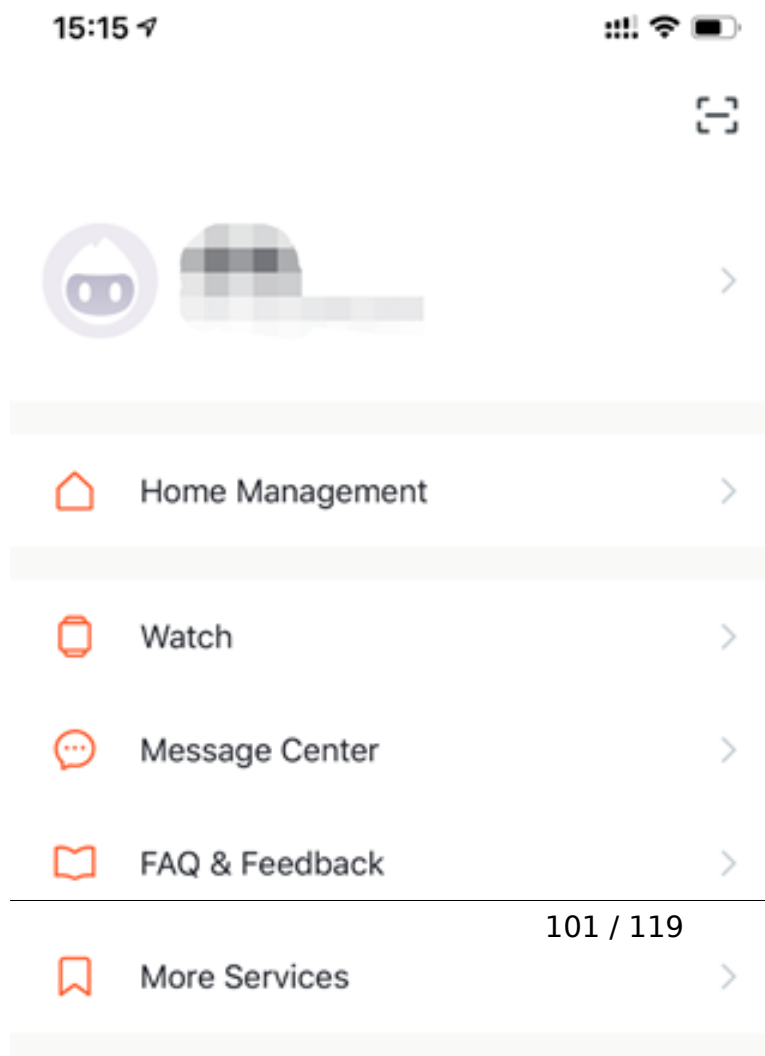 15:15
Home Management
Watch
Message Center
FAQ & Feedback
101 / 119
More Services